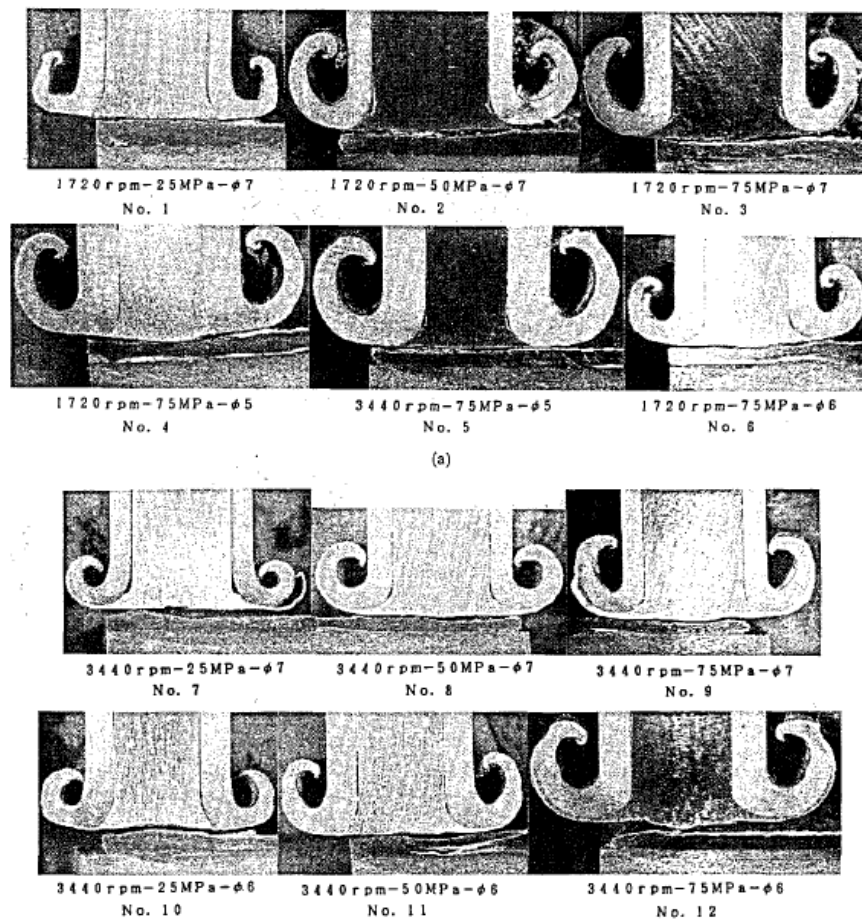 1720rpm-25MPa-φ7 1720rpm-50MPa-φ7 1720rpm-75MPa-φ7
No. 1 No. 2 No. 3
1720rpm-75MPa-φ5 3440rpm-75MPa-φ5 1720rpm-75MPa-φ6
No. 4 No. 5 No. 6
(a)
3440rpm-25MPa-φ7 3440rpm-50MPa-φ7 3440rpm-75MPa-φ7
No. 7 No. 8 No. 9
3440rpm-25MPa-φ6 3440rpm-50MPa-φ6 3440rpm-75MPa-φ6
No. 10 No. 11 No. 12